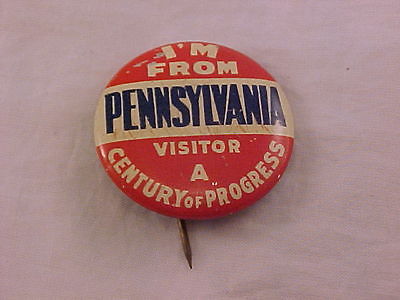 I'M
FROM
PENNSYLVANIA
VISITOR
A
CENTURY OF PROGRESS